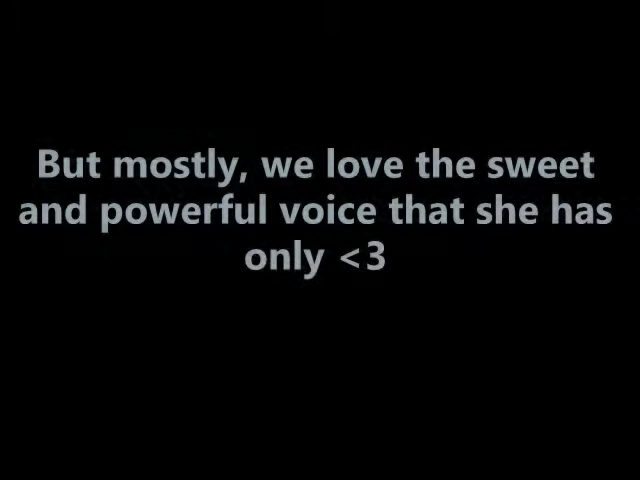 But mostly, we love the sweet
and powerful voice that she has
only <3